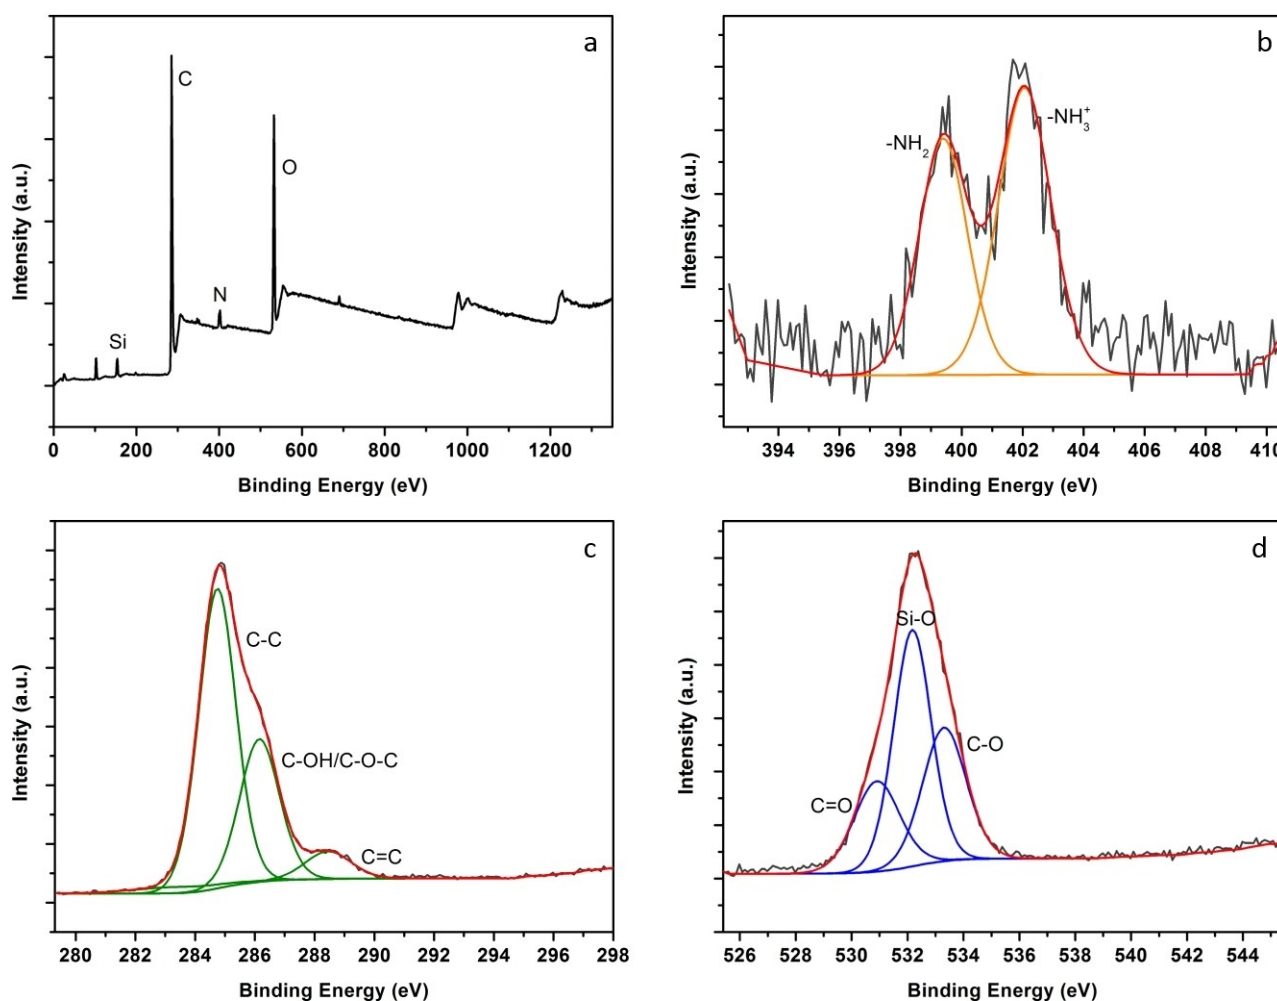 a
C
O
N
Si
Intensity (a.u.)
0 200 400 600 800 1000 1200
Binding Energy (eV)
b
-NH₃⁺
-NH₂
Intensity (a.u.)
394 396 398 400 402 404 406 408 410
Binding Energy (eV)
c
C-C
C-OH/C-O-C
C=C
Intensity (a.u.)
280 282 284 286 288 290 292 294 296 298
Binding Energy (eV)
d
Si-O
C-O
C=O
Intensity (a.u.)
526 528 530 532 534 536 538 540 542 544
Binding Energy (eV)